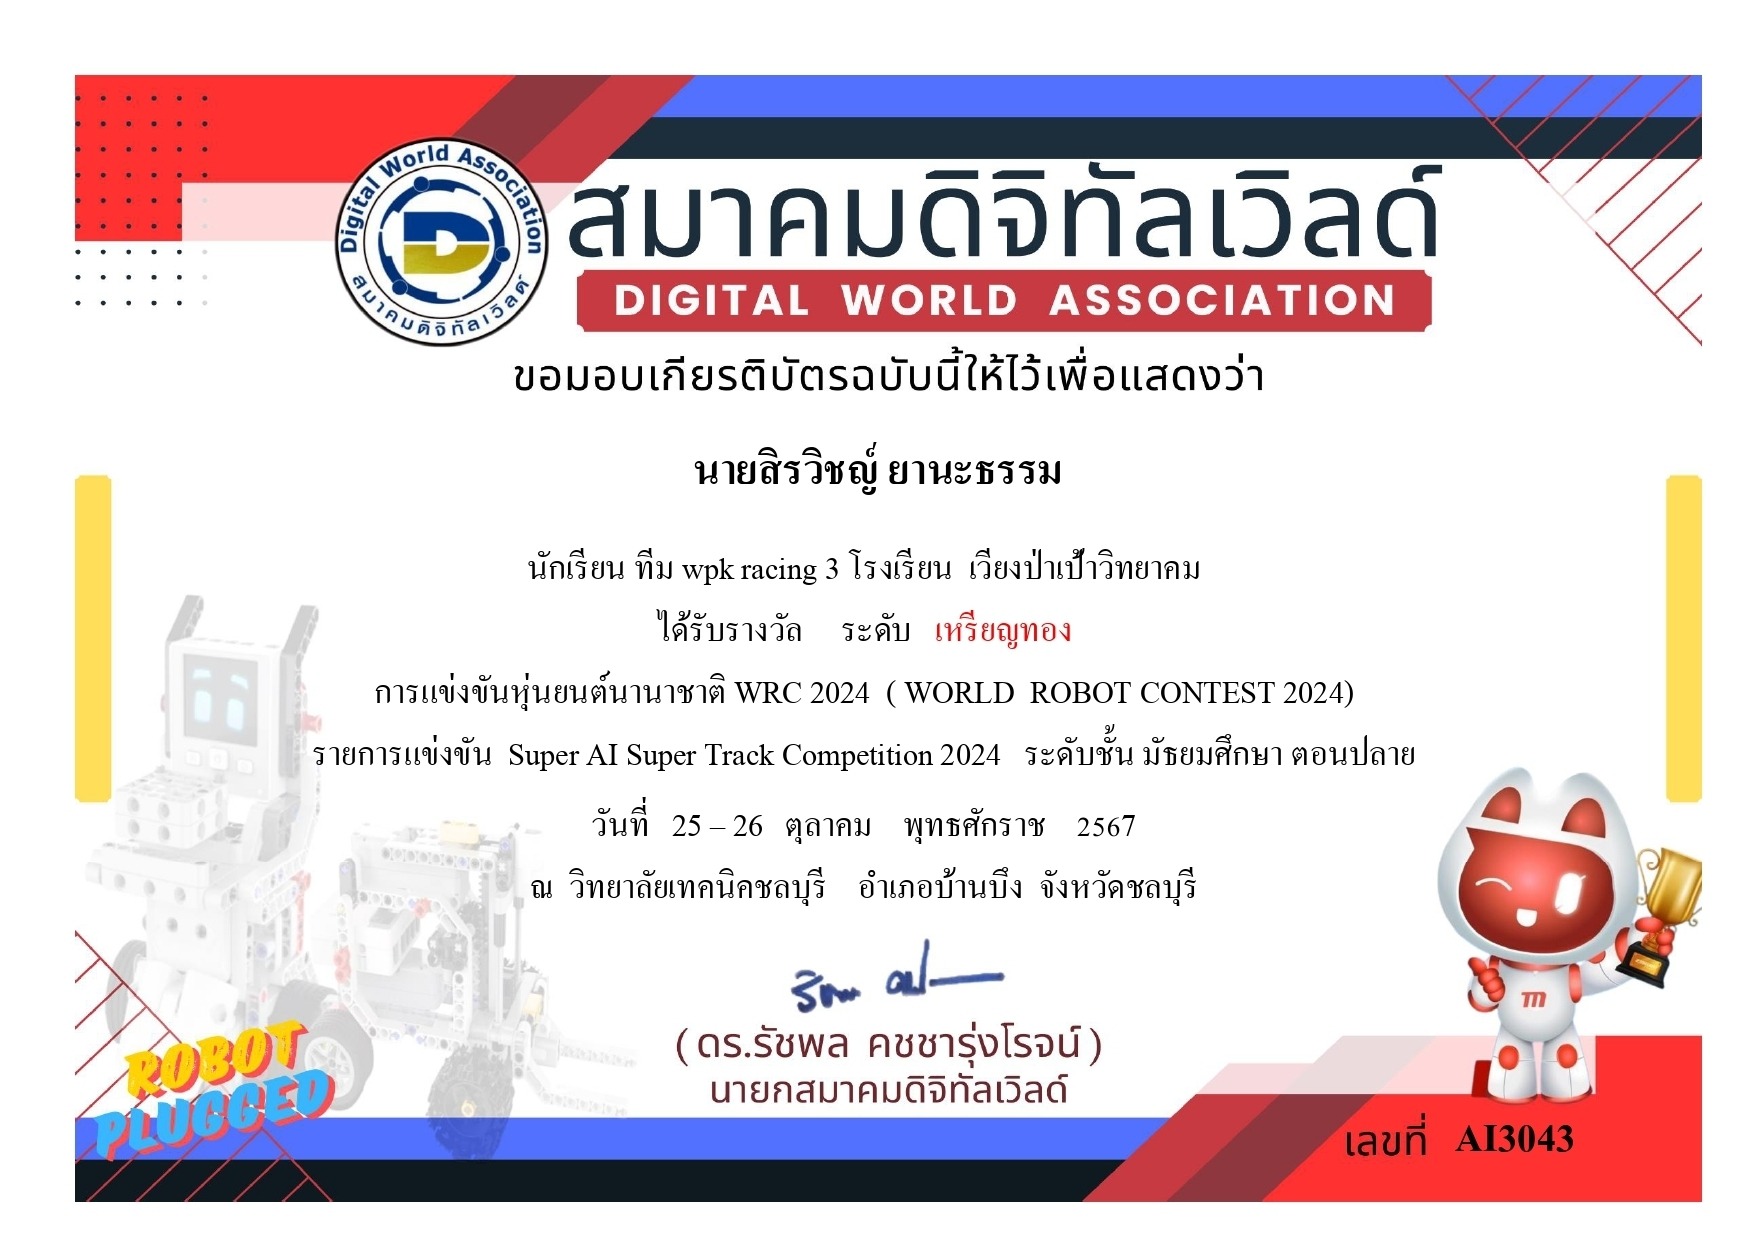 Digital World Association
สมาคมดิจิทัลเวิลด์
สมาคมดิจิทัลเวิลด์
DIGITAL WORLD ASSOCIATION
ขอมอบเกียรติบัตรฉบับนี้ให้ไว้เพื่อแสดงว่า
นายสิรวิชญ์ ยานะธรรม
นักเรียน ทีม wpk racing 3 โรงเรียน เวียงป่าเป้าวิทยาคม
ได้รับรางวัล ระดับ เหรียญทอง
การแข่งขันหุ่นยนต์นานาชาติ WRC 2024 ( WORLD ROBOT CONTEST 2024)
รายการแข่งขัน Super AI Super Track Competition 2024 ระดับชั้น มัธยมศึกษา ตอนปลาย
วันที่ 25 – 26 ตุลาคม พุทธศักราช 2567
ณ วิทยาลัยเทคนิคชลบุรี อำเภอบ้านบึง จังหวัดชลบุรี
( ดร.รัชพล คชชารุ่งโรจน์ )
นายกสมาคมดิจิทัลเวิลด์
ROBOT
PLUGGED
เลขที่ AI3043